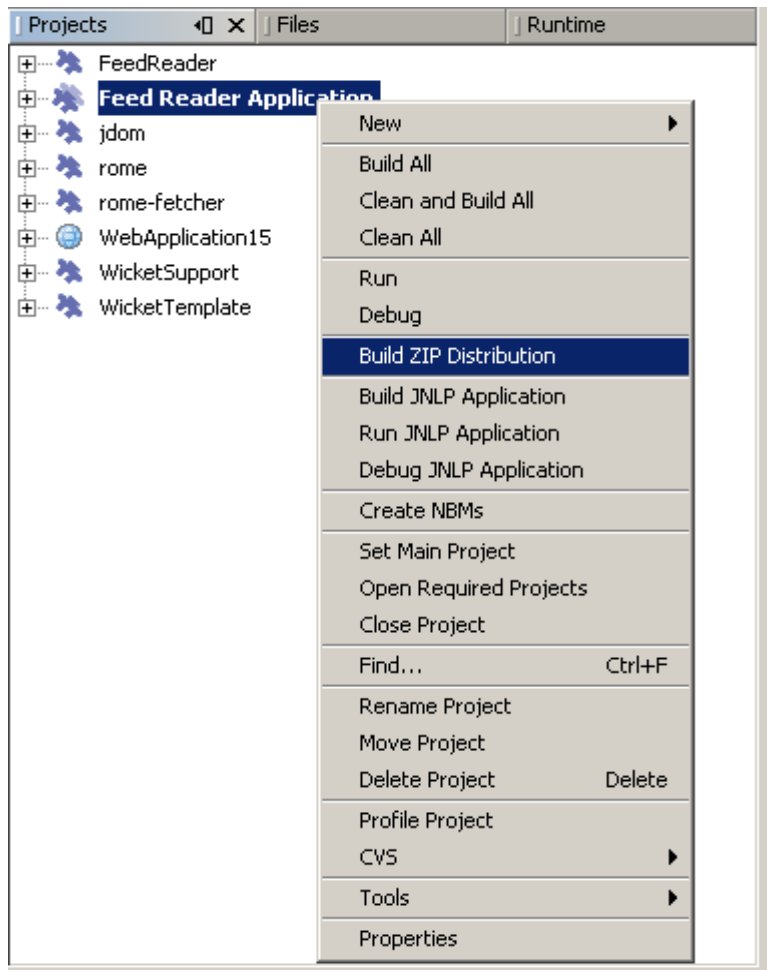 Projects Files Runtime
FeedReader
Feed Reader Application
jdom
rome
rome-fetcher
WebApplication15
WicketSupport
WicketTemplate
New
Build All
Clean and Build All
Clean All
Run
Debug
Build ZIP Distribution
Build JNLP Application
Run JNLP Application
Debug JNLP Application
Create NBMs
Set Main Project
Open Required Projects
Close Project
Find... Ctrl+F
Rename Project
Move Project
Delete Project Delete
Profile Project
CVS
Tools
Properties